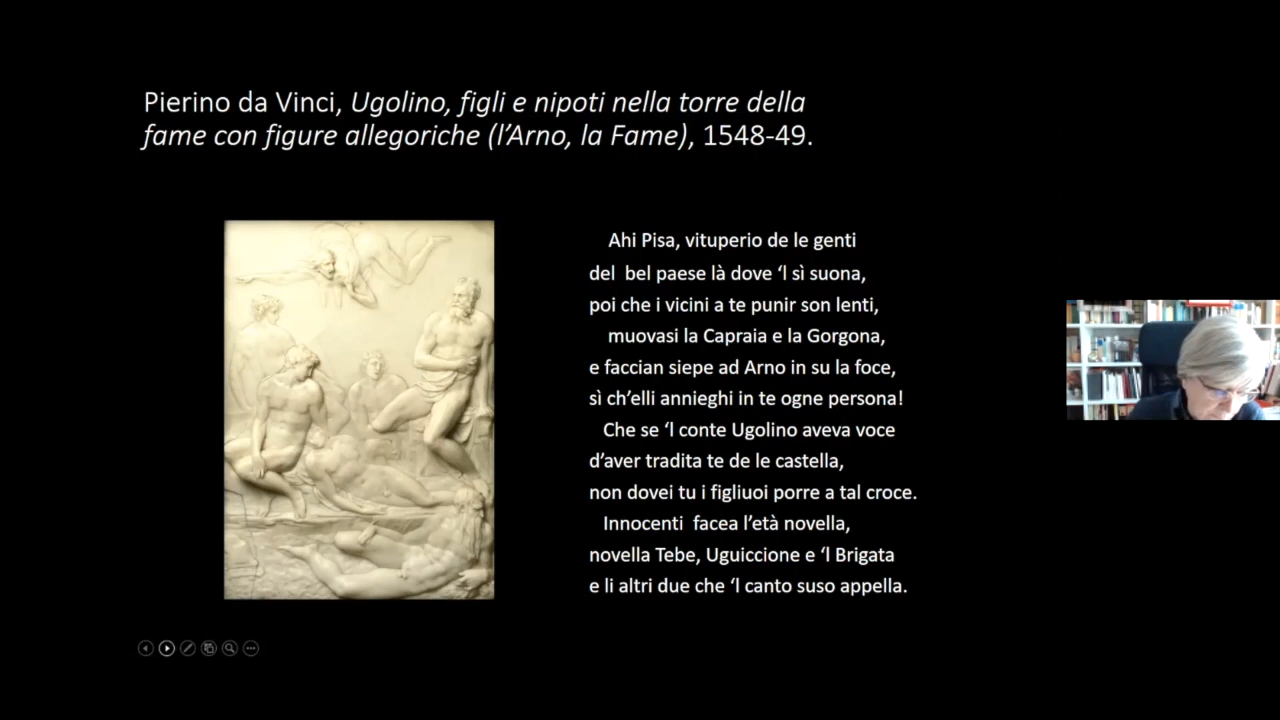 Pierino da Vinci, Ugolino, figli e nipoti nella torre della
fame con figure allegoriche (l’Arno, la Fame), 1548-49.
Ahi Pisa, vituperio de le genti
del bel paese là dove ‘l sì suona,
poi che i vicini a te punir son lenti,
muovasi la Capraia e la Gorgona,
e faccian siepe ad Arno in su la foce,
sì ch’elli annieghi in te ogne persona!
Che se ‘l conte Ugolino aveva voce
d’aver tradita te de le castella,
non dovei tu i figliuoi porre a tal croce.
Innocenti facea l’età novella,
novella Tebe, Uguiccione e ‘l Brigata
e li altri due che ‘l canto suso appella.